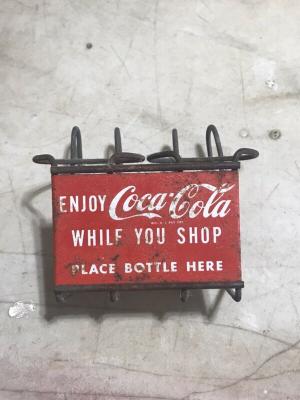 ENJOY Coca-Cola
WHILE YOU SHOP
PLACE BOTTLE HERE